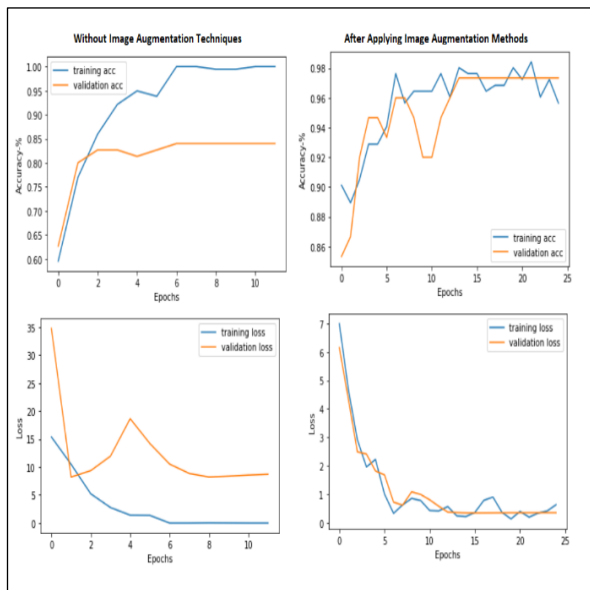 Without Image Augmentation Techniques
After Applying Image Augmentation Methods
1.00
0.95
0.90
0.85
0.80
0.75
0.70
0.65
0.60
Accuracy-%
training acc
validation acc
0 2 4 6 8 10
Epochs
0.98
0.96
0.94
0.92
0.90
0.88
0.86
Accuracy-%
training acc
validation acc
0 5 10 15 20 25
Epochs
35
30
25
20
15
10
5
0
Loss
training loss
validation loss
0 2 4 6 8 10
Epochs
7
6
5
4
3
2
1
0
Loss
training loss
validation loss
0 5 10 15 20 25
Epochs